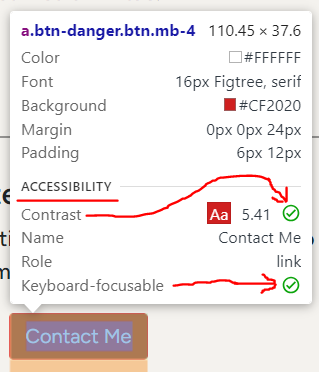 a.btn-danger.btn.mb-4 110.45 × 37.6
Color #FFFFFF
Font 16px Figtree, serif
Background #CF2020
Margin 0px 0px 24px
Padding 6px 12px
ACCESSIBILITY
Contrast Aa 5.41
Name Contact Me
Role link
Keyboard-focusable
Contact Me